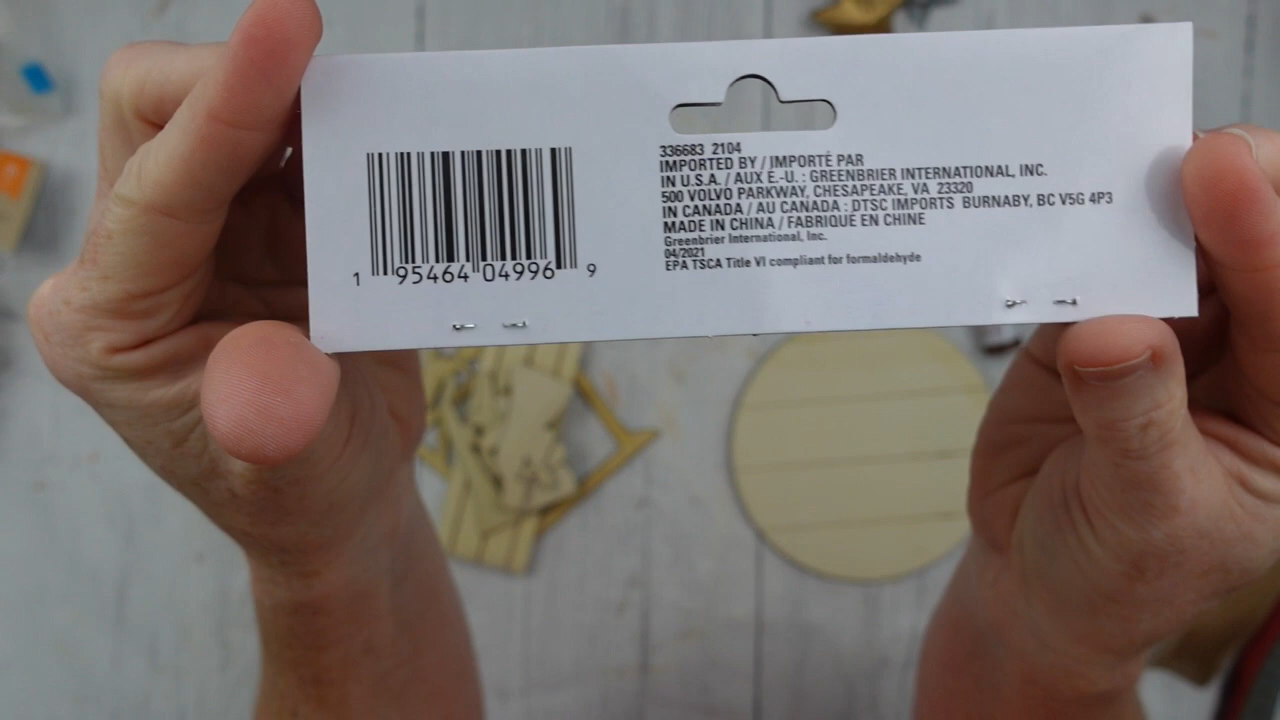 336683 2104
IMPORTED BY / IMPORTÉ PAR
IN U.S.A. / AUX É.-U. : GREENBRIER INTERNATIONAL, INC.
500 VOLVO PARKWAY, CHESAPEAKE, VA 23320
IN CANADA / AU CANADA : DTSC IMPORTS BURNABY, BC V5G 4P3
MADE IN CHINA / FABRIQUÉ EN CHINE
Greenbrier International, Inc.
04/2021
EPA TSCA Title VI compliant for formaldehyde
1 95464 04996 9